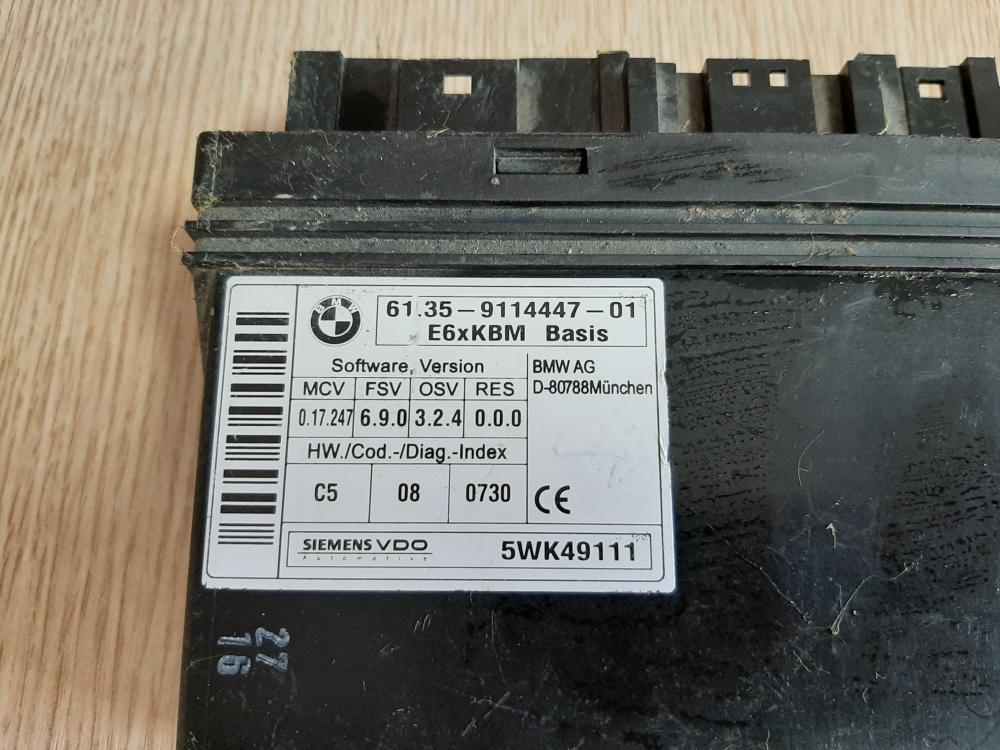 BMW
61.35-9114447-01
E6xKBM Basis
Software, Version
MCV FSV OSV RES
0.17.247 6.9.0 3.2.4 0.0.0
HW./Cod.-/Diag.-Index
C5 08 0730
BMW AG
D-80788München
CE
SIEMENS VDO
Automotive
5WK49111
27
16